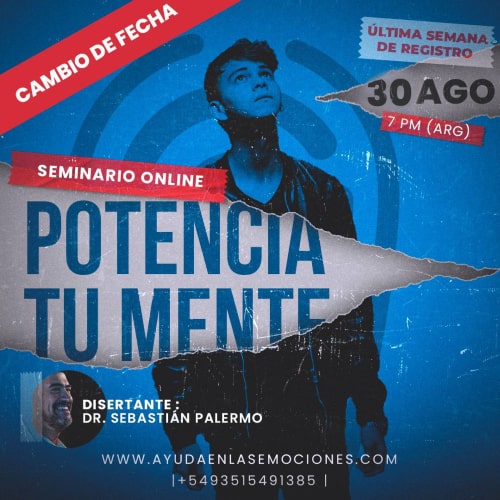 CAMBIO DE FECHA
ÚLTIMA SEMANA
DE REGISTRO
30 AGO
7 PM (ARG)
SEMINARIO ONLINE
POTENCIA
TU MENTE
DISERTANTE :
DR. SEBASTIÁN PALERMO
WWW.AYUDAENLASEMOCIONES.COM
|+5493515491385 |